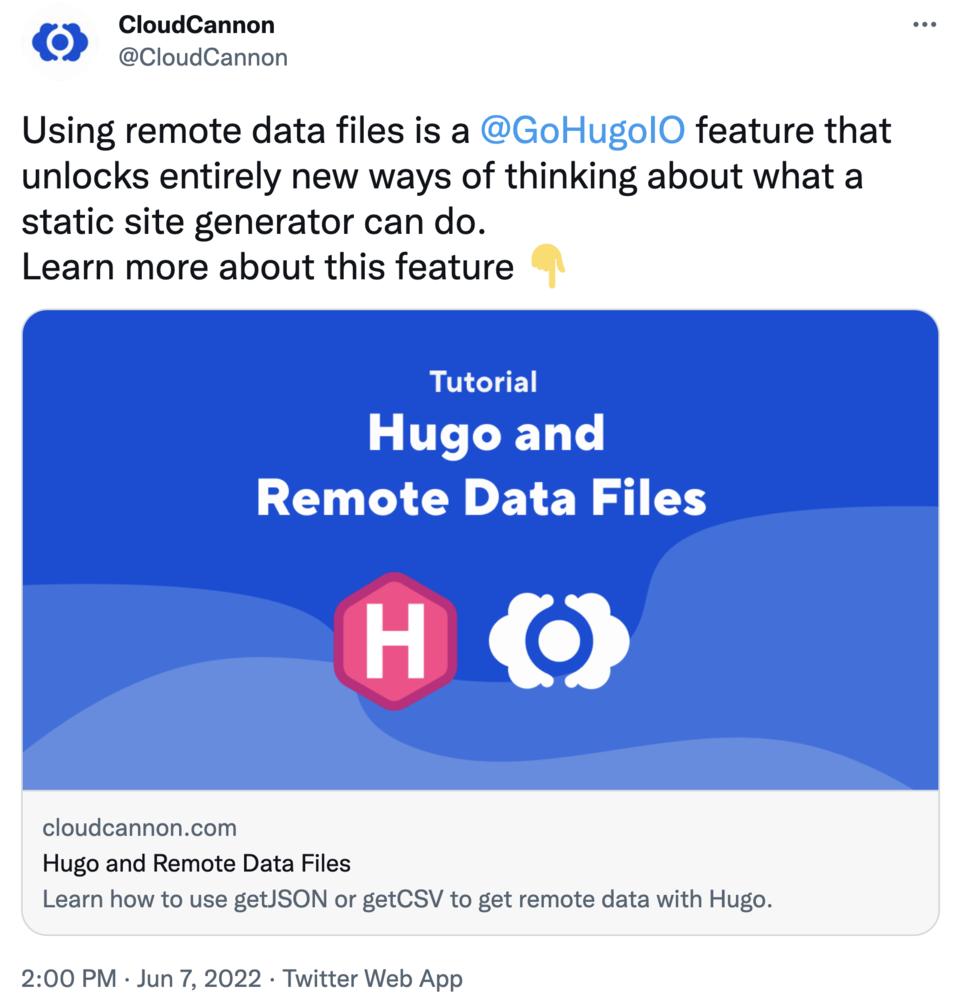 CloudCannon
@CloudCannon
Using remote data files is a @GoHugoIO feature that
unlocks entirely new ways of thinking about what a
static site generator can do.
Learn more about this feature 👇
Tutorial
Hugo and
Remote Data Files
H
cloudcannon.com
Hugo and Remote Data Files
Learn how to use getJSON or getCSV to get remote data with Hugo.
2:00 PM · Jun 7, 2022 · Twitter Web App